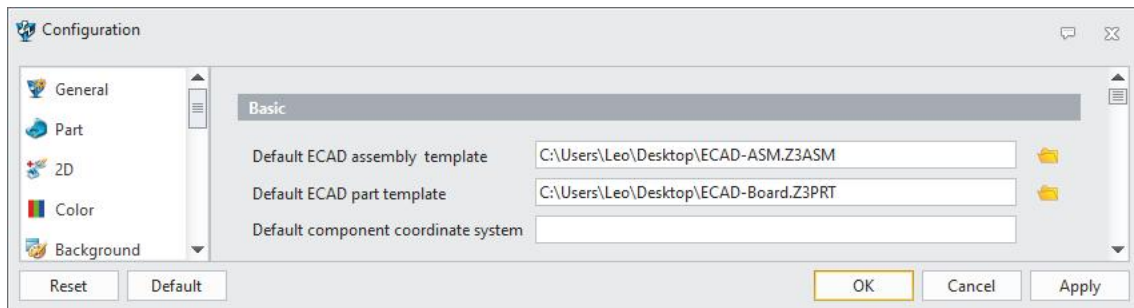 Configuration
General
Part
2D
Color
Background
Basic
Default ECAD assembly template C:\Users\Leo\Desktop\ECAD-ASM.Z3ASM
Default ECAD part template C:\Users\Leo\Desktop\ECAD-Board.Z3PRT
Default component coordinate system
Reset Default OK Cancel Apply